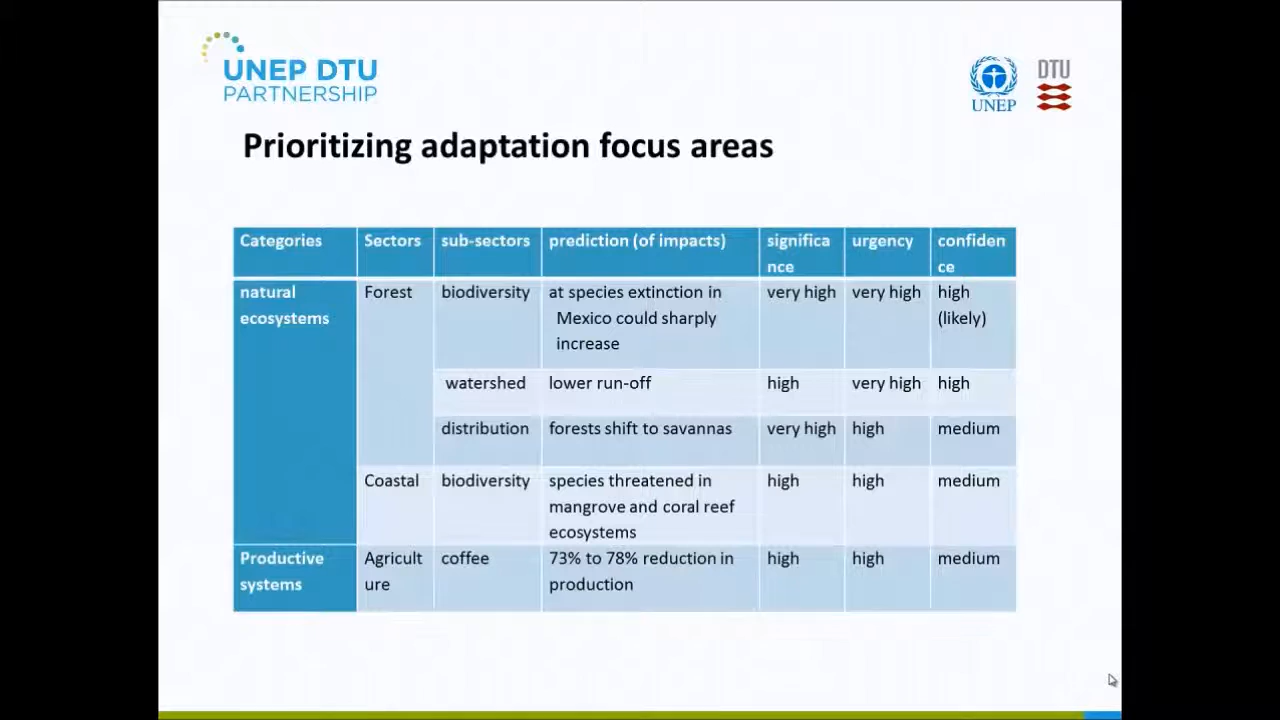 UNEP DTU
PARTNERSHIP
UNEP
DTU
Prioritizing adaptation focus areas
Categories Sectors sub-sectors prediction (of impacts) significa urgency confiden
nce ce
natural Forest biodiversity at species extinction in very high very high high
ecosystems Mexico could sharply (likely)
increase
watershed lower run-off high very high high
distribution forests shift to savannas very high high medium
Coastal biodiversity species threatened in high high medium
mangrove and coral reef
ecosystems
Productive Agricult coffee 73% to 78% reduction in high high medium
systems ure production